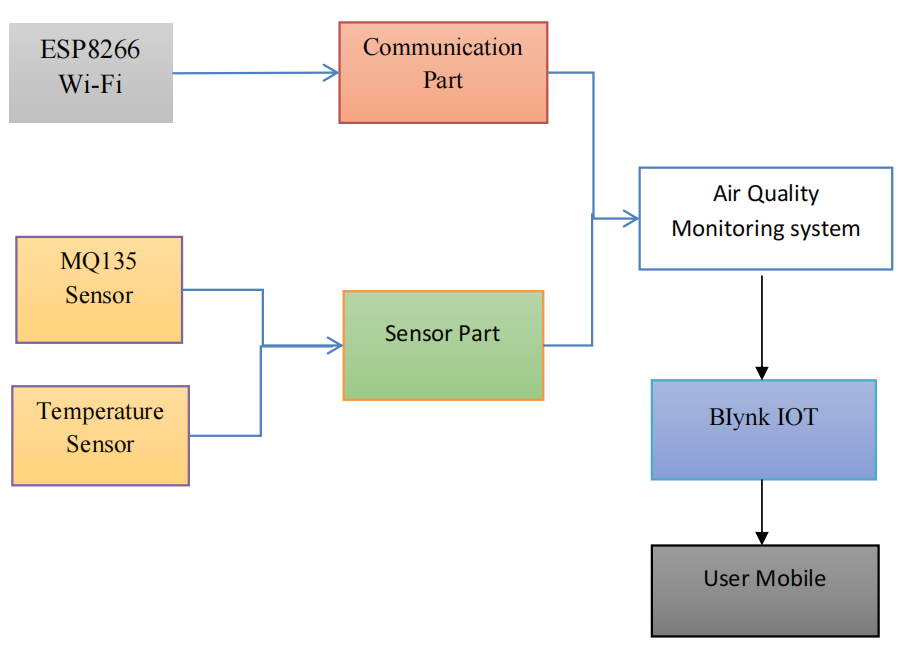 ESP8266
Wi-Fi
Communication
Part
Air Quality
Monitoring system
MQ135
Sensor
Sensor Part
Temperature
Sensor
BIynk IOT
User Mobile